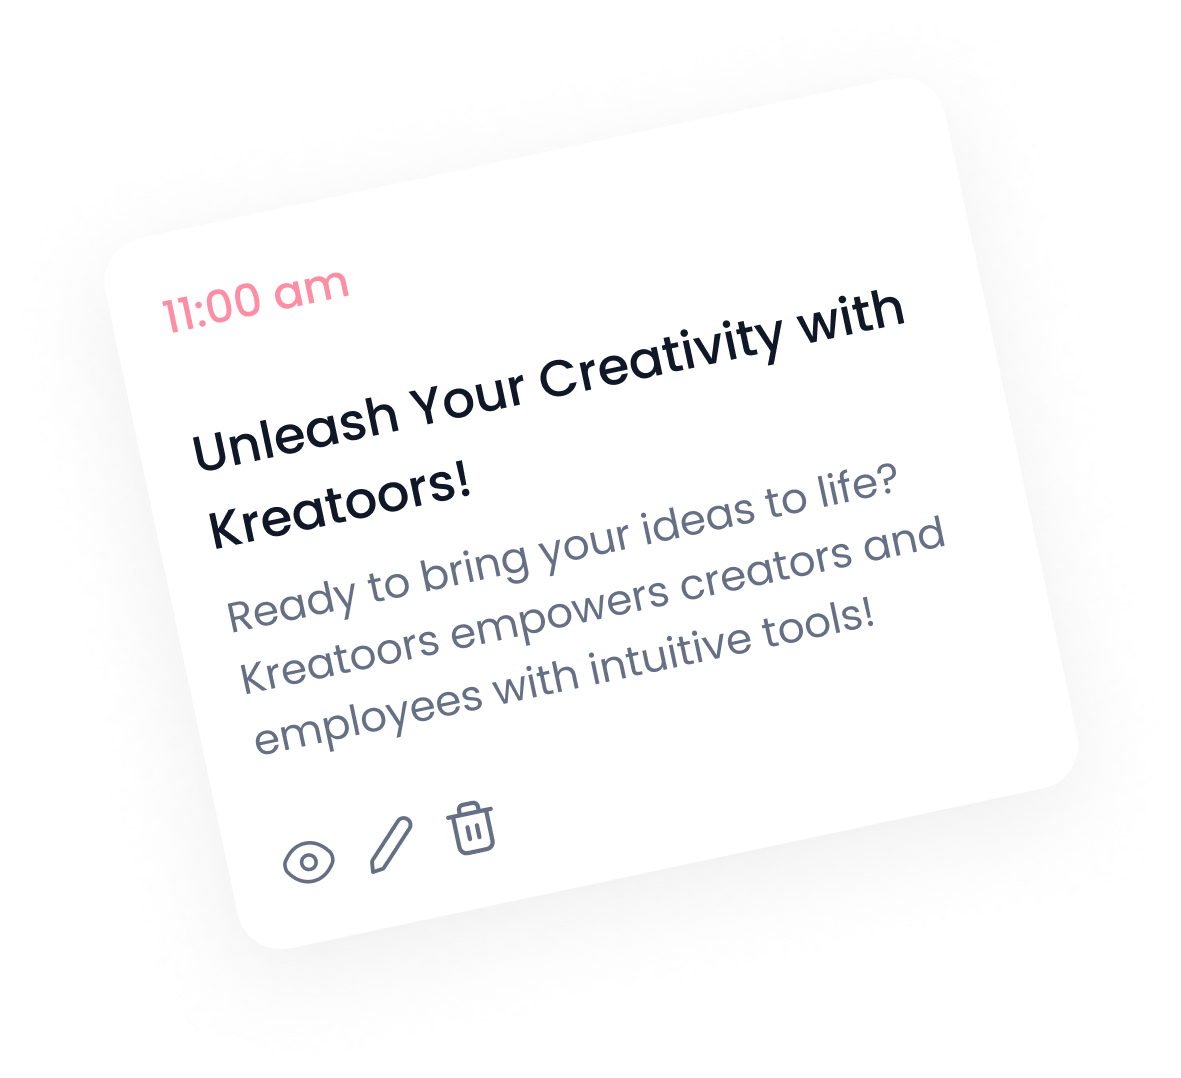 11:00 am
Unleash Your Creativity with
Kreatoors!
Ready to bring your ideas to life?
Kreatoors empowers creators and
employees with intuitive tools!